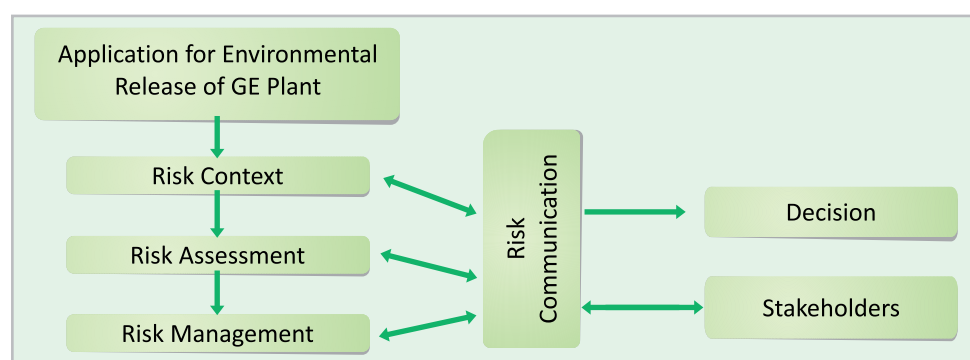 Application for Environmental
Release of GE Plant
Risk Context
Risk Assessment
Risk Management
Risk
Communication
Decision
Stakeholders